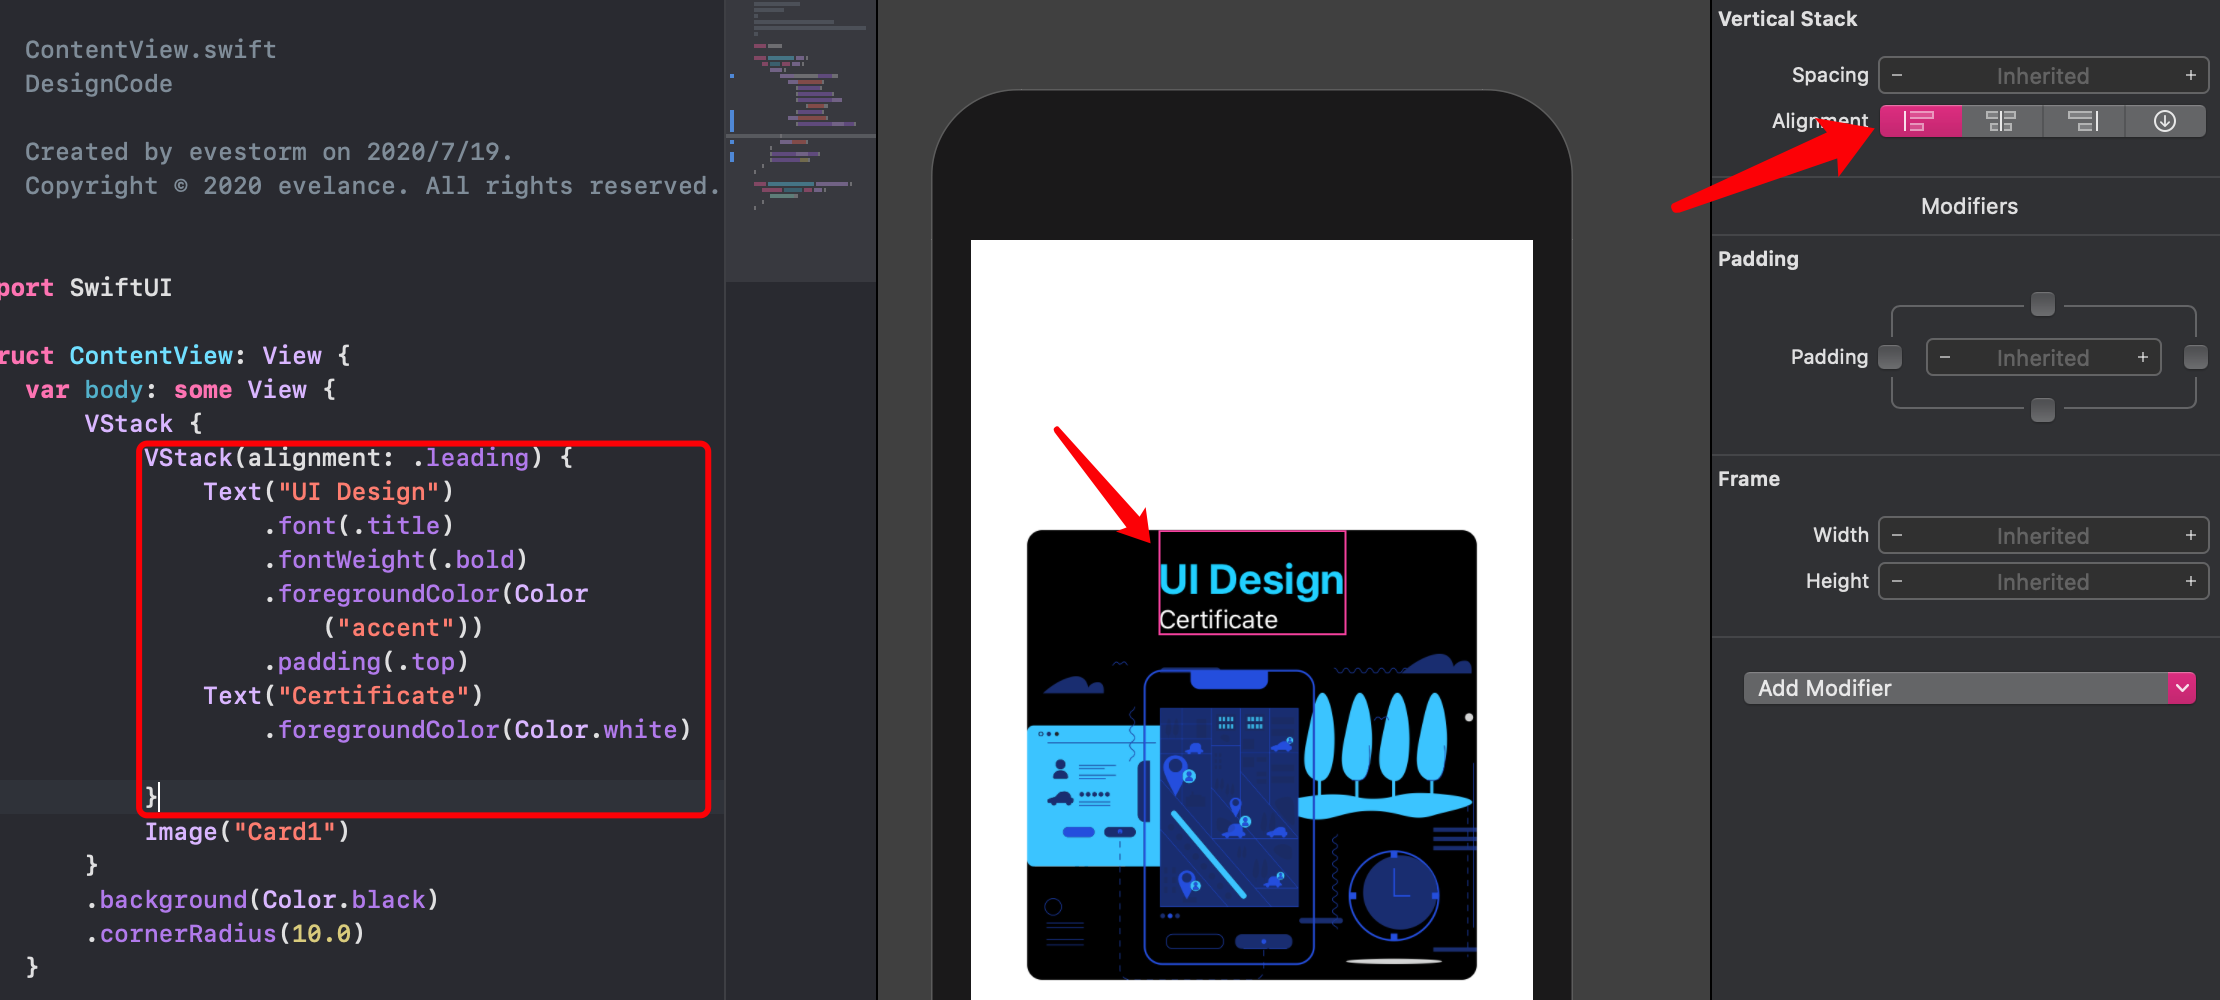 ContentView.swift
DesignCode
Created by evestorm on 2020/7/19.
Copyright © 2020 evelance. All rights reserved.
port SwiftUI
ruct ContentView: View {
var body: some View {
VStack {
VStack(alignment: .leading) {
Text("UI Design")
.font(.title)
.fontWeight(.bold)
.foregroundColor(Color
("accent"))
.padding(.top)
Text("Certificate")
.foregroundColor(Color.white)
}
Image("Card1")
}
.background(Color.black)
.cornerRadius(10.0)
}
UI Design
Certificate
Vertical Stack
Spacing − Inherited +
Alignment
Modifiers
Padding
Padding − Inherited +
Frame
Width − Inherited +
Height − Inherited +
Add Modifier